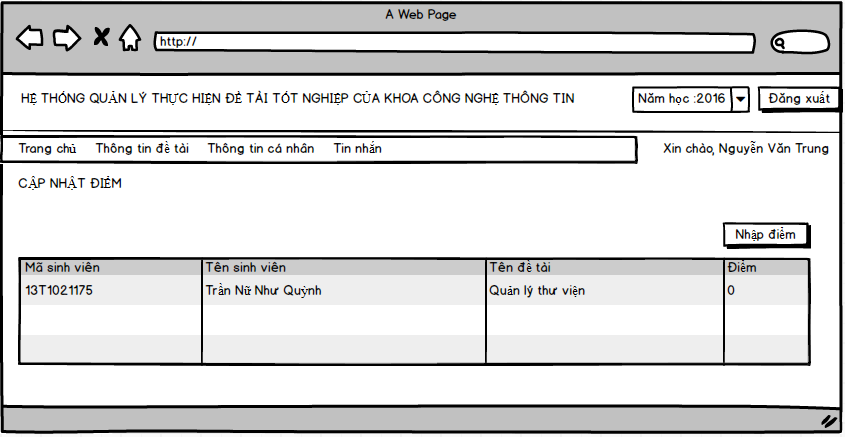 A Web Page
http://
HỆ THỐNG QUẢN LÝ THỰC HIỆN ĐỀ TẢI TÓT NGHIỆP CỦA KHOA CÔNG NGHỆ THÔNG TIN
Năm học :2016
Đăng xuất
Trang chủ Thông tin đề tài Thông tin cá nhân Tin nhắn
Xin chào, Nguyễn Văn Trung
CẬP NHẬT ĐIỂM
Nhập điểm
Mã sinh viên Tên sinh viên Tên đề tài Điểm
13T1021175 Trần Nữ Như Quỳnh Quản lý thư viện 0